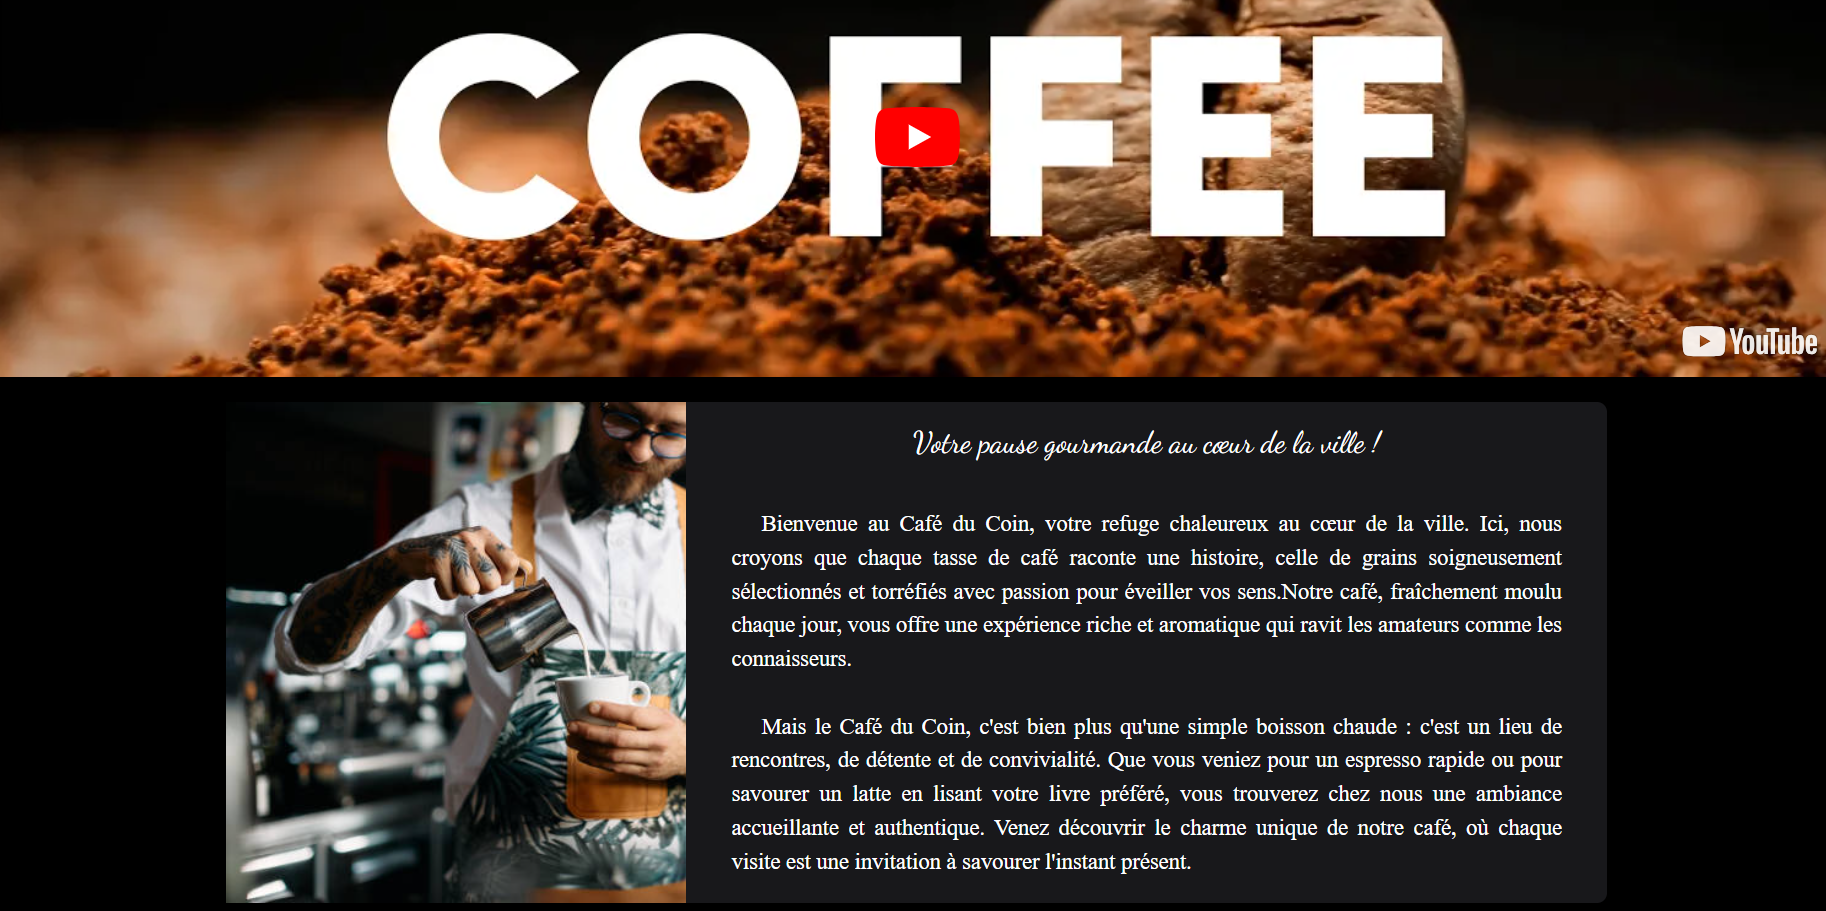 COFFEE
YouTube
Votre pause gourmande au cœur de la ville !
Bienvenue au Café du Coin, votre refuge chaleureux au cœur de la ville. Ici, nous
croyons que chaque tasse de café raconte une histoire, celle de grains soigneusement
sélectionnés et torréfiés avec passion pour éveiller vos sens.Notre café, fraîchement moulu
chaque jour, vous offre une expérience riche et aromatique qui ravit les amateurs comme les
connaisseurs.
Mais le Café du Coin, c'est bien plus qu'une simple boisson chaude : c'est un lieu de
rencontres, de détente et de convivialité. Que vous veniez pour un espresso rapide ou pour
savourer un latte en lisant votre livre préféré, vous trouverez chez nous une ambiance
accueillante et authentique. Venez découvrir le charme unique de notre café, où chaque
visite est une invitation à savourer l'instant présent.